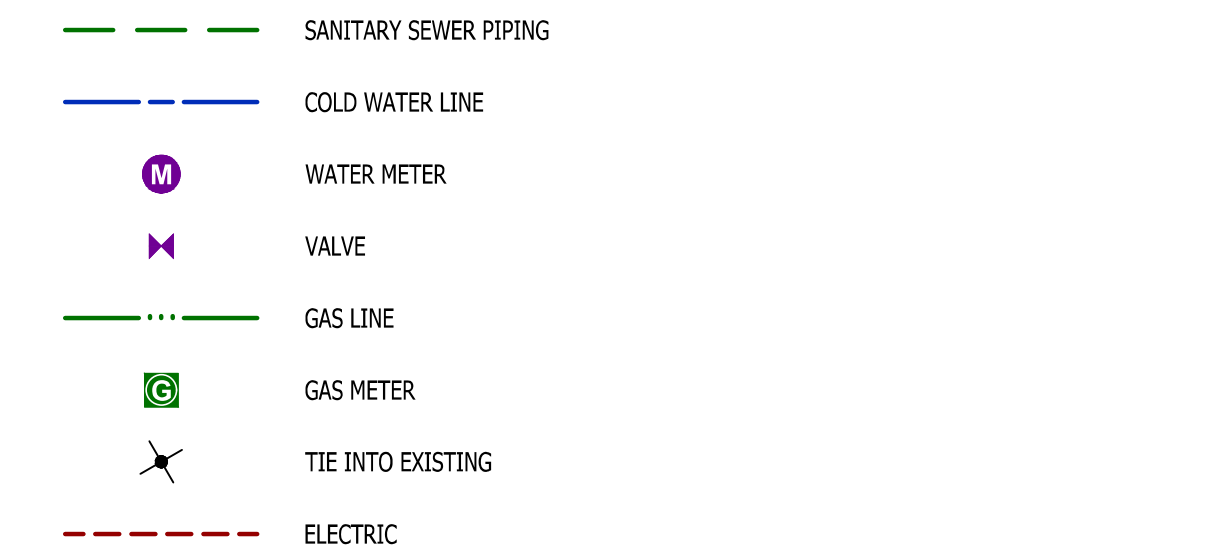 SANITARY SEWER PIPING
COLD WATER LINE
M WATER METER
VALVE
GAS LINE
G GAS METER
TIE INTO EXISTING
ELECTRIC